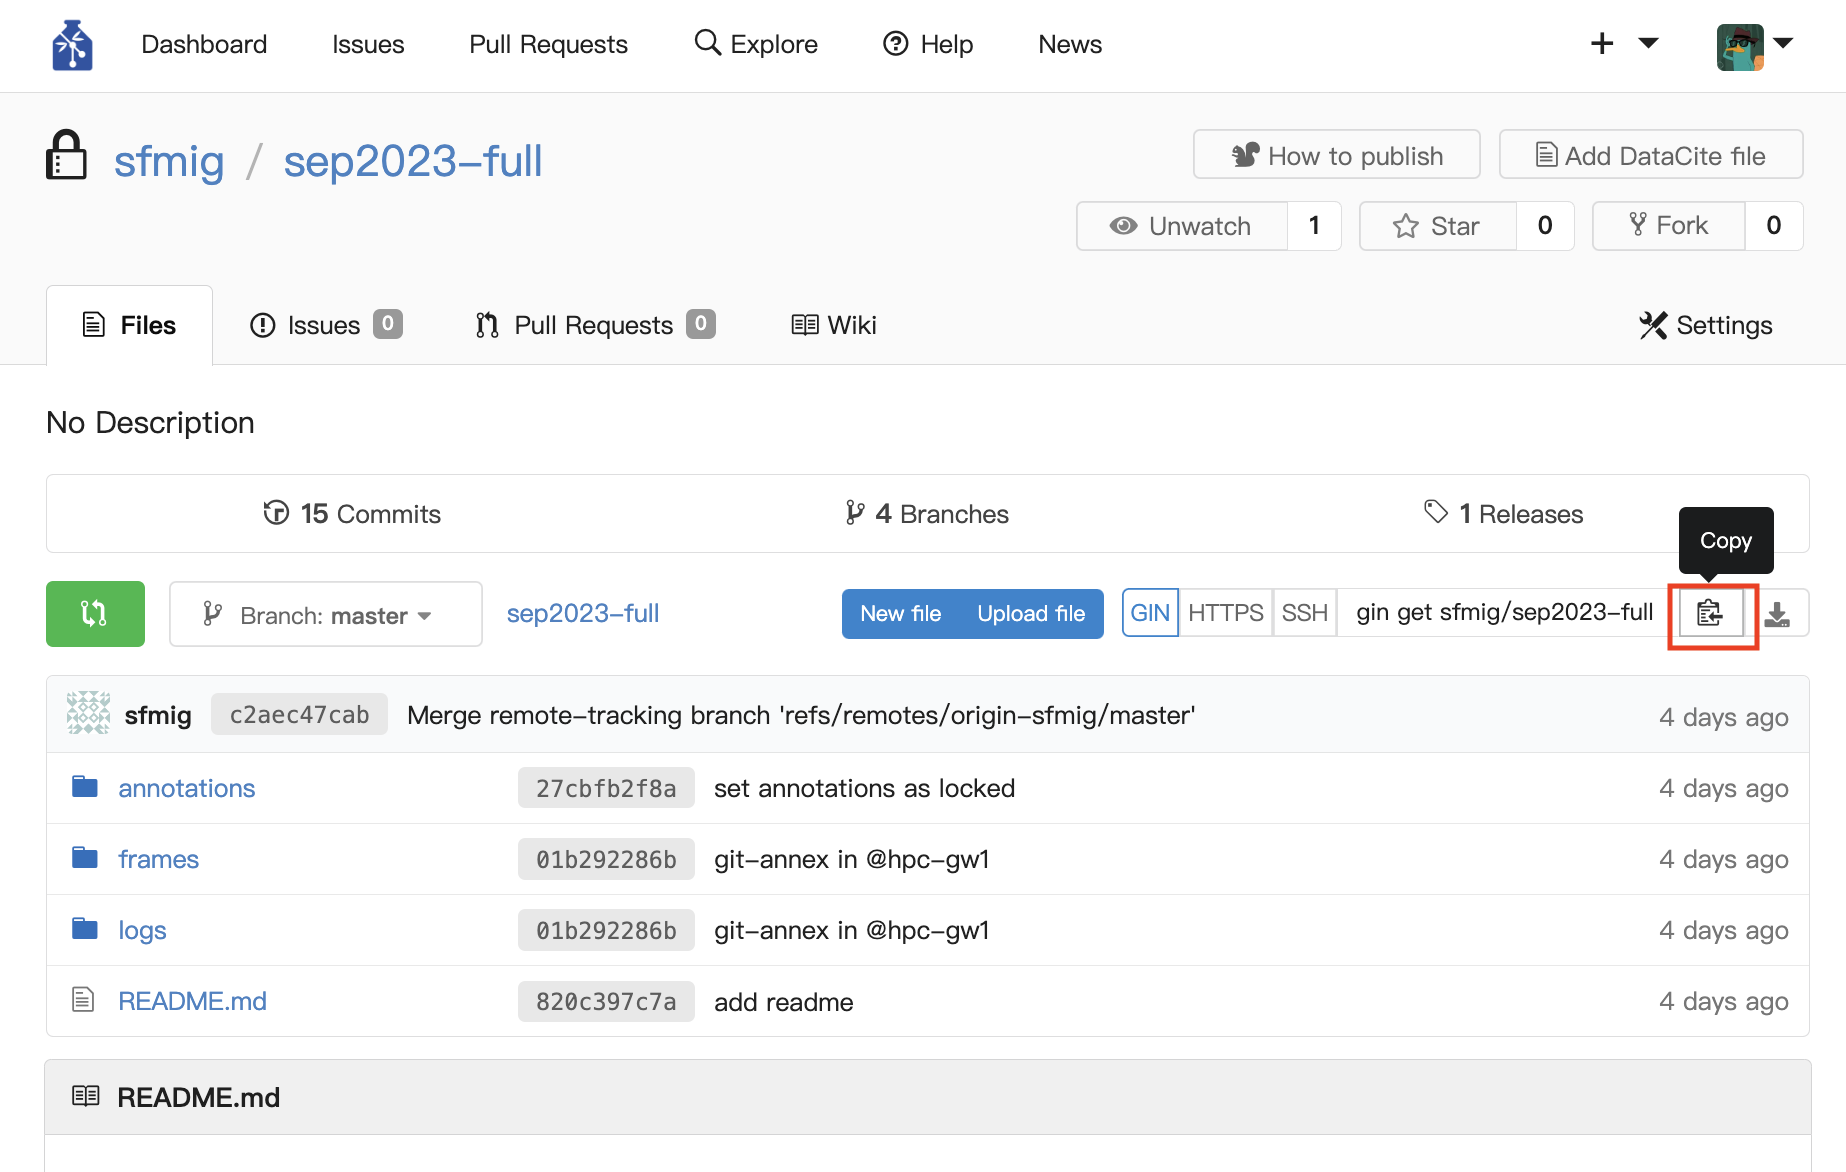 Dashboard Issues Pull Requests Explore Help News
sfmig / sep2023-full
How to publish Add DataCite file
Unwatch 1 Star 0 Fork 0
Files Issues 0 Pull Requests 0 Wiki Settings
No Description
15 Commits 4 Branches 1 Releases
Copy
Branch: master sep2023-full New file Upload file GIN HTTPS SSH gin get sfmig/sep2023-full
sfmig c2aec47cab Merge remote-tracking branch 'refs/remotes/origin-sfmig/master' 4 days ago
annotations 27cbfb2f8a set annotations as locked 4 days ago
frames 01b292286b git-annex in @hpc-gw1 4 days ago
logs 01b292286b git-annex in @hpc-gw1 4 days ago
README.md 820c397c7a add readme 4 days ago
README.md